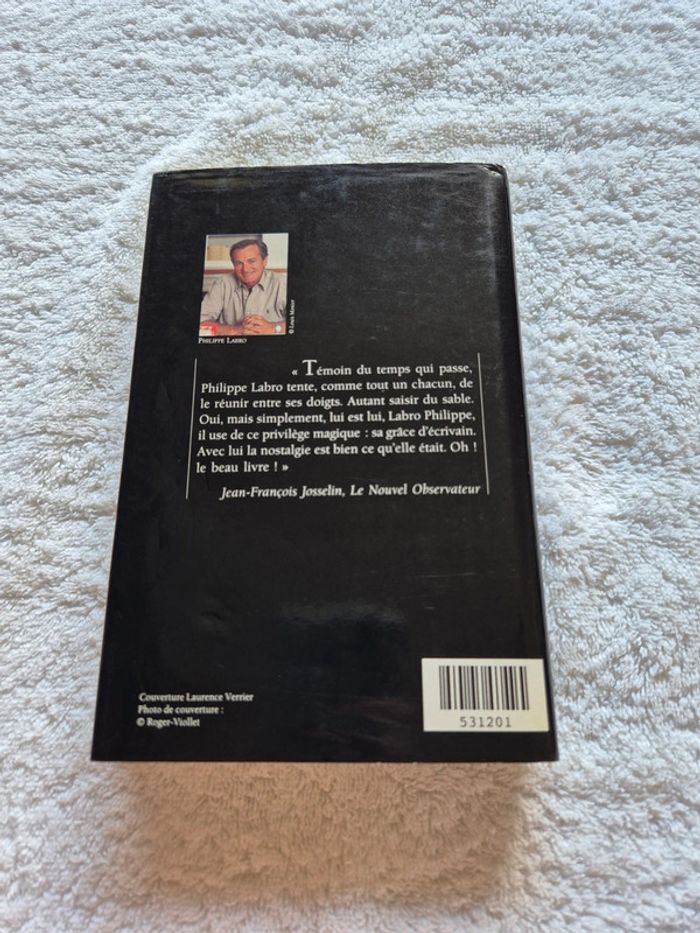 © Louis Monier
PHILIPPE LABRO
« Témoin du temps qui passe,
Philippe Labro tente, comme tout un chacun, de
le réunir entre ses doigts. Autant saisir du sable.
Oui, mais simplement, lui est lui, Labro Philippe,
il use de ce privilège magique : sa grâce d'écrivain.
Avec lui la nostalgie est bien ce qu'elle était. Oh !
le beau livre ! »
Jean-François Josselin, Le Nouvel Observateur
Couverture Laurence Verrier
Photo de couverture :
© Roger-Viollet
531201